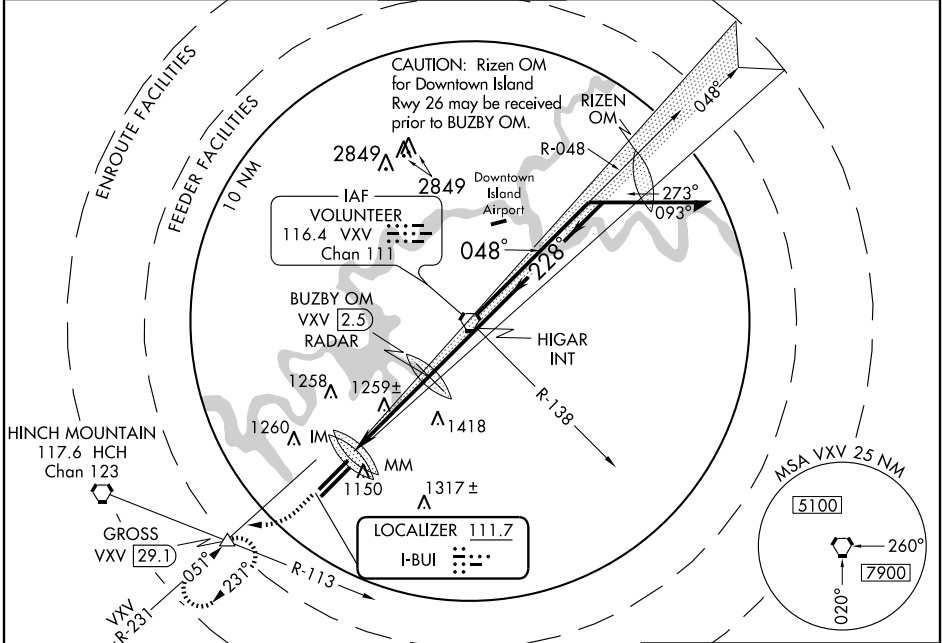 ENROUTE FACILITIES
FEEDER FACILITIES
10 NM
CAUTION: Rizen OM
for Downtown Island
Rwy 26 may be received
prior to BUZBY OM.
RIZEN
OM
048°
R-048
2849
2849
273°
093°
Downtown
Island
Airport
IAF
VOLUNTEER
116.4 VXV
Chan 111
048°
228°
BUZBY OM
VXV 2.5
RADAR
HIGAR
INT
R-138
1258
1259±
1418
1260
IM
MM
1150
1317±
HINCH MOUNTAIN
117.6 HCH
Chan 123
GROSS
VXV 29.1
051°
231°
R-113
VXV
R-231
LOCALIZER 111.7
I-BUI
MSA VXV 25 NM
5100
260°
7900
020°